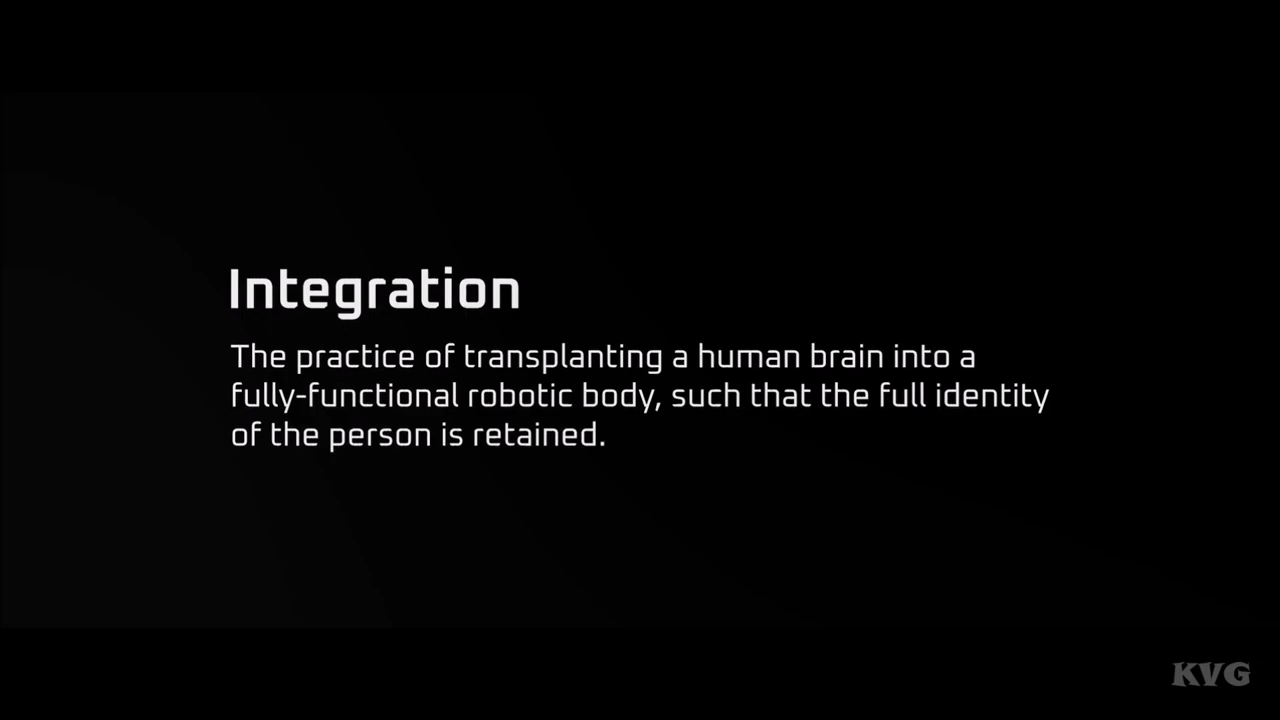 Integration
The practice of transplanting a human brain into a
fully-functional robotic body, such that the full identity
of the person is retained.
KVG